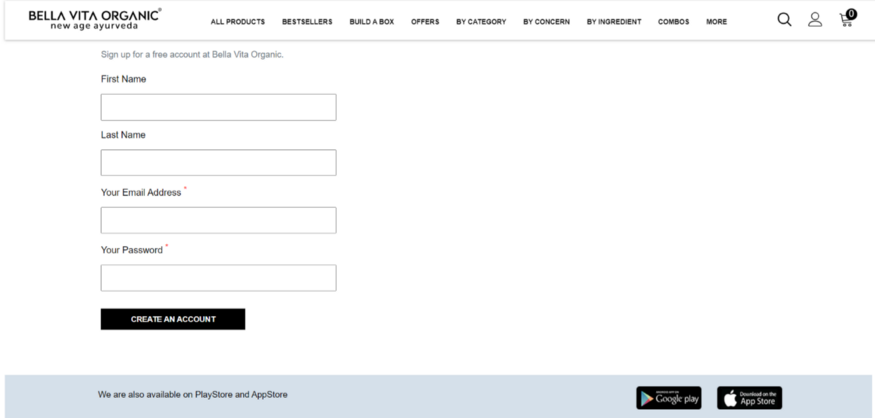 BELLA VITA ORGANIC®
new age ayurveda
ALL PRODUCTS BESTSELLERS BUILD A BOX OFFERS BY CATEGORY BY CONCERN BY INGREDIENT COMBOS MORE
0
Sign up for a free account at Bella Vita Organic.
First Name
Last Name
Your Email Address *
Your Password *
CREATE AN ACCOUNT
We are also available on PlayStore and AppStore
Google play
Download on the
App Store